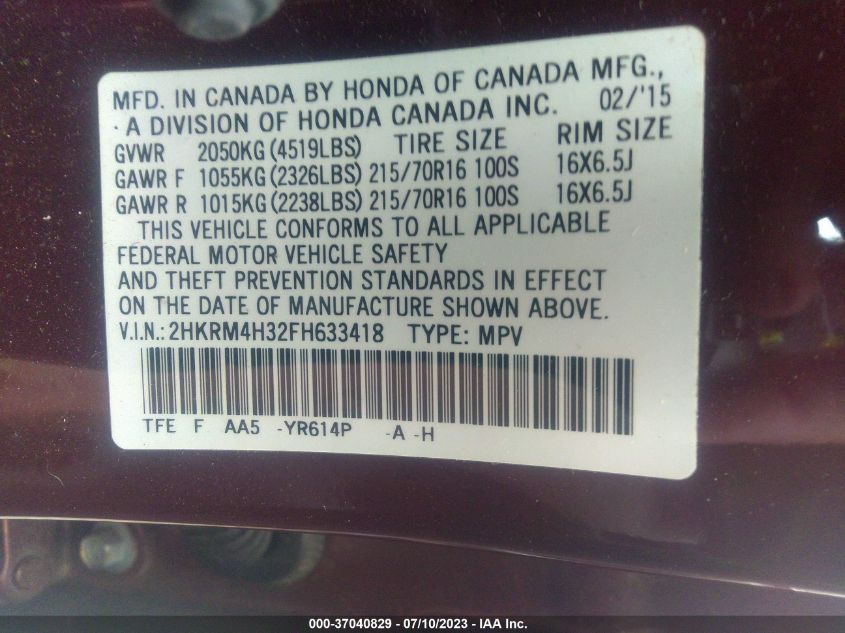 MFD. IN CANADA BY HONDA OF CANADA MFG.,
·A DIVISION OF HONDA CANADA INC. 02/'15
GVWR 2050KG(4519LBS) TIRE SIZE RIM SIZE
GAWR F 1055KG(2326LBS) 215/70R16 100S 16X6.5J
GAWR R 1015KG(2238LBS) 215/70R16 100S 16X6.5J
THIS VEHICLE CONFORMS TO ALL APPLICABLE
FEDERAL MOTOR VEHICLE SAFETY
AND THEFT PREVENTION STANDARDS IN EFFECT
ON THE DATE OF MANUFACTURE SHOWN ABOVE.
V.I.N.: 2HKRM4H32FH633418 TYPE: MPV
TFE F AA5 -YR614P -A -H
000-37040829 - 07/10/2023 - IAA Inc.